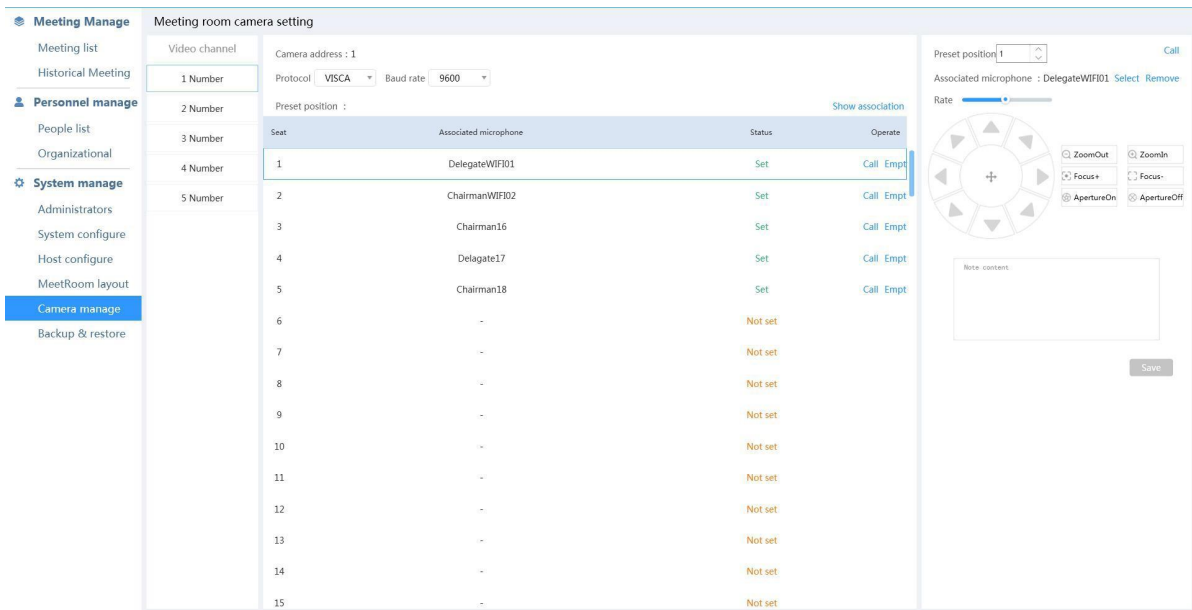 Meeting Manage
Meeting list
Historical Meeting
Personnel manage
People list
Organizational
System manage
Administrators
System configure
Host configure
MeetRoom layout
Camera manage
Backup & restore
Meeting room camera setting
Video channel
1 Number
2 Number
3 Number
4 Number
5 Number
Camera address : 1
Protocol VISCA Baud rate 9600
Preset position : Show association
Seat Associated microphone Status Operate
1 DelegateWIFI01 Set Call Empt
2 ChairmanWIFI02 Set Call Empt
3 Chairman16 Set Call Empt
4 Delagate17 Set Call Empt
5 Chairman18 Set Call Empt
6 - Not set
7 - Not set
8 - Not set
9 - Not set
10 - Not set
11 - Not set
12 - Not set
13 - Not set
14 - Not set
15 - Not set
Preset position 1 Call
Associated microphone : DelegateWIFI01 Select Remove
Rate
ZoomOut ZoomIn
Focus+ Focus-
ApertureOn ApertureOff
Note content
Save